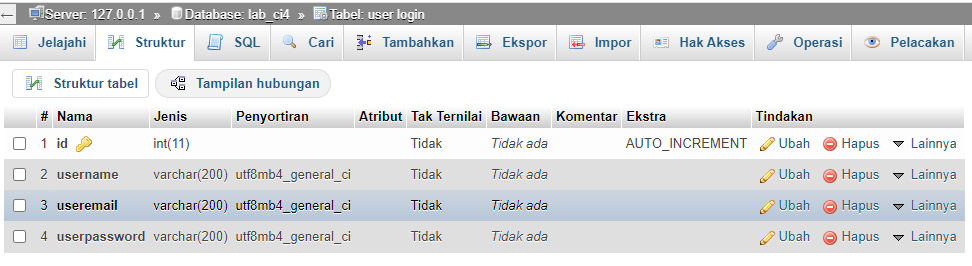 ← Server: 127.0.0.1 » Database: lab_ci4 » Tabel: user login
Jelajahi Struktur SQL Cari Tambahkan Ekspor Impor Hak Akses Operasi Pelacakan
Struktur tabel Tampilan hubungan
# Nama Jenis Penyortiran Atribut Tak Ternilai Bawaan Komentar Ekstra Tindakan
1 id int(11) Tidak Tidak ada AUTO_INCREMENT Ubah Hapus Lainnya
2 username varchar(200) utf8mb4_general_ci Tidak Tidak ada Ubah Hapus Lainnya
3 useremail varchar(200) utf8mb4_general_ci Tidak Tidak ada Ubah Hapus Lainnya
4 userpassword varchar(200) utf8mb4_general_ci Tidak Tidak ada Ubah Hapus Lainnya